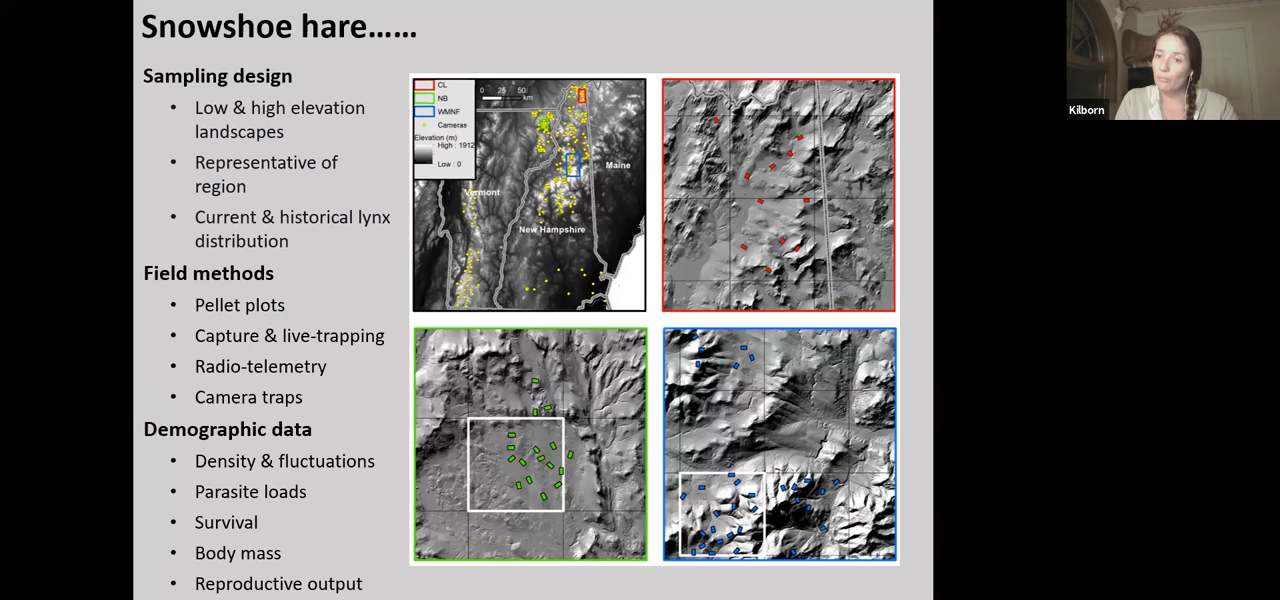 Snowshoe hare……
Sampling design
• Low & high elevation
landscapes
• Representative of
region
• Current & historical lynx
distribution
Field methods
• Pellet plots
• Capture & live-trapping
• Radio-telemetry
• Camera traps
Demographic data
• Density & fluctuations
• Parasite loads
• Survival
• Body mass
• Reproductive output
CL
NB
WMNF
Cameras
Elevation (m)
High : 1912
Low : 0
0 25 50
km
Vermont
New Hampshire
Maine
Kilborn